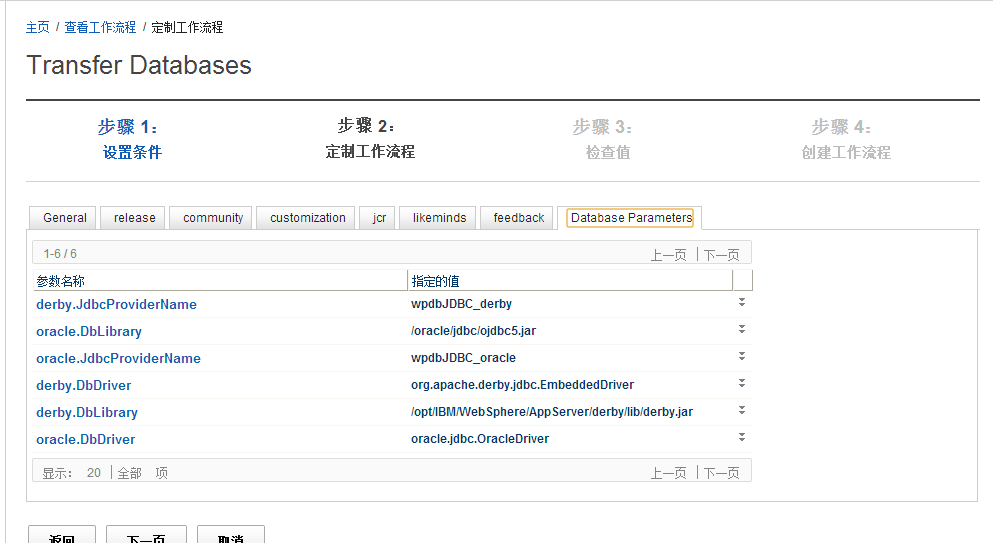 主页 / 查看工作流程 / 定制工作流程
Transfer Databases
步骤 1: 步骤 2: 步骤 3: 步骤 4:
设置条件 定制工作流程 检查值 创建工作流程
General release community customization jcr likeminds feedback Database Parameters
1-6 / 6 上一页 | 下一页
参数名称 指定的值
derby.JdbcProviderName wpdbJDBC_derby
oracle.DbLibrary /oracle/jdbc/ojdbc5.jar
oracle.JdbcProviderName wpdbJDBC_oracle
derby.DbDriver org.apache.derby.jdbc.EmbeddedDriver
derby.DbLibrary /opt/IBM/WebSphere/AppServer/derby/lib/derby.jar
oracle.DbDriver oracle.jdbc.OracleDriver
显示: 20 | 全部 项 上一页 | 下一页
返回 下一页 取消